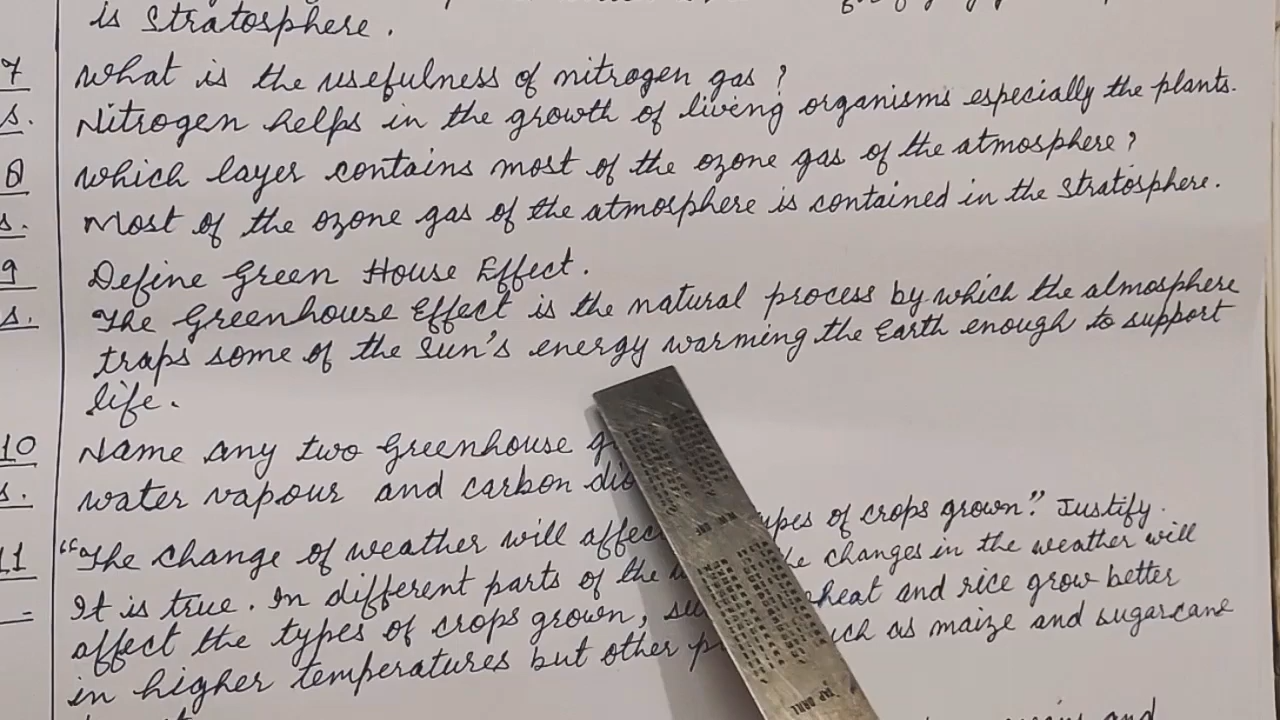 is Stratosphere.
7 What is the usefulness of nitrogen gas?
s. Nitrogen helps in the growth of living organisms especially the plants.
8 Which layer contains most of the ozone gas of the atmosphere?
s. Most of the ozone gas of the atmosphere is contained in the Stratosphere.
9 Define Green House Effect.
s. The Greenhouse Effect is the natural process by which the atmosphere
traps some of the Sun's energy warming the Earth enough to support
life.
10 Name any two Greenhouse
s. water vapour and carbon
11 "The change of weather will of crops grown." Justify.
It is true. In different parts of the changes in the weather will
affect the types of crops grown, and rice grow better
in higher temperatures but other as maize and sugarcane
and